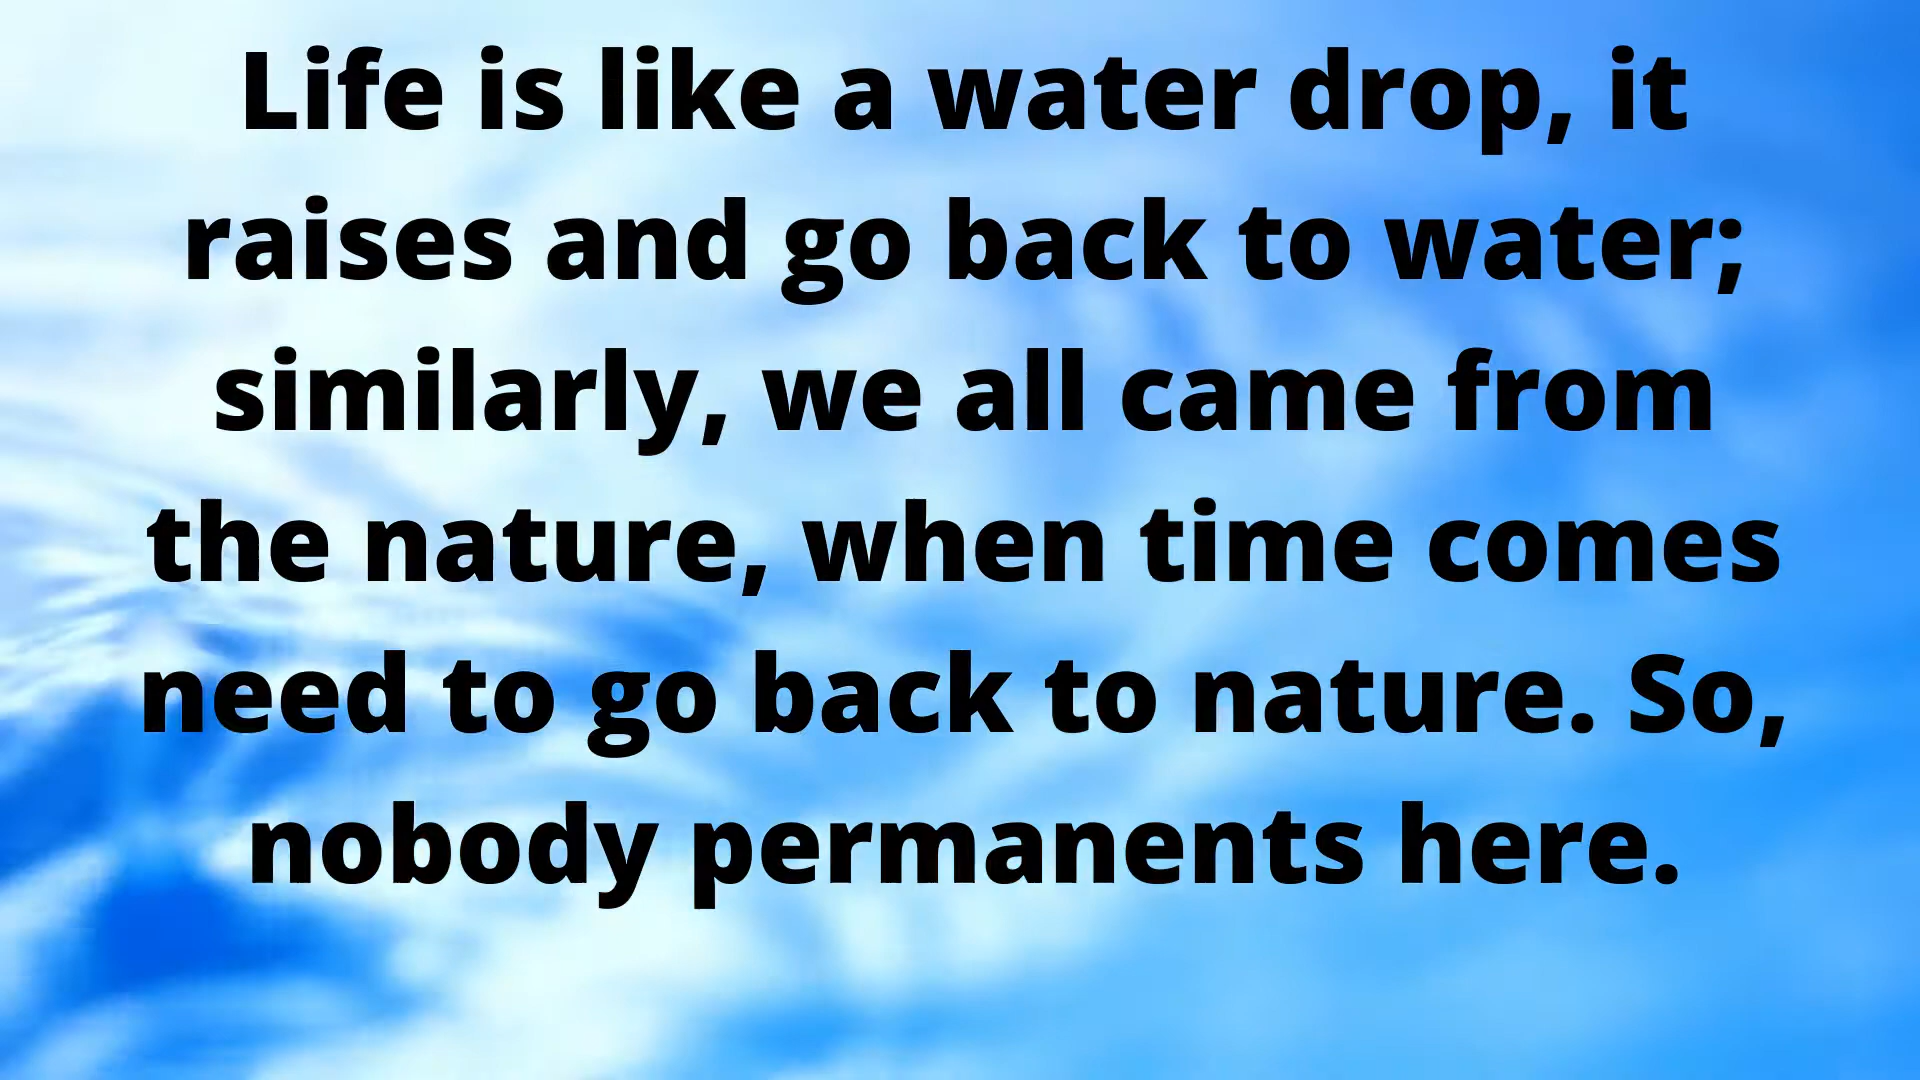 Life is like a water drop, it
raises and go back to water;
similarly, we all came from
the nature, when time comes
need to go back to nature. So,
nobody permanents here.